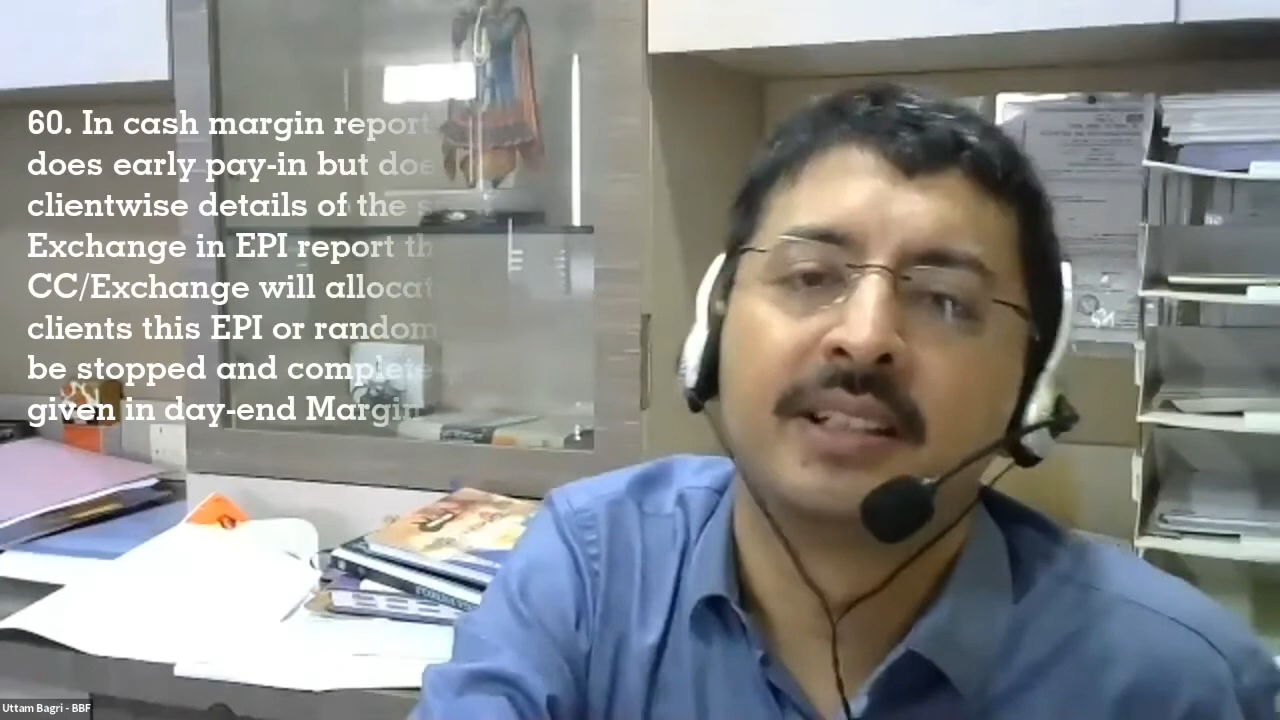 60. In cash margin report
does early pay-in but doe
clientwise details of the s
Exchange in EPI report th
CC/Exchange will allocat
clients this EPI or random
be stopped and complete
given in day-end Margin
Uttam Bagri - BBF